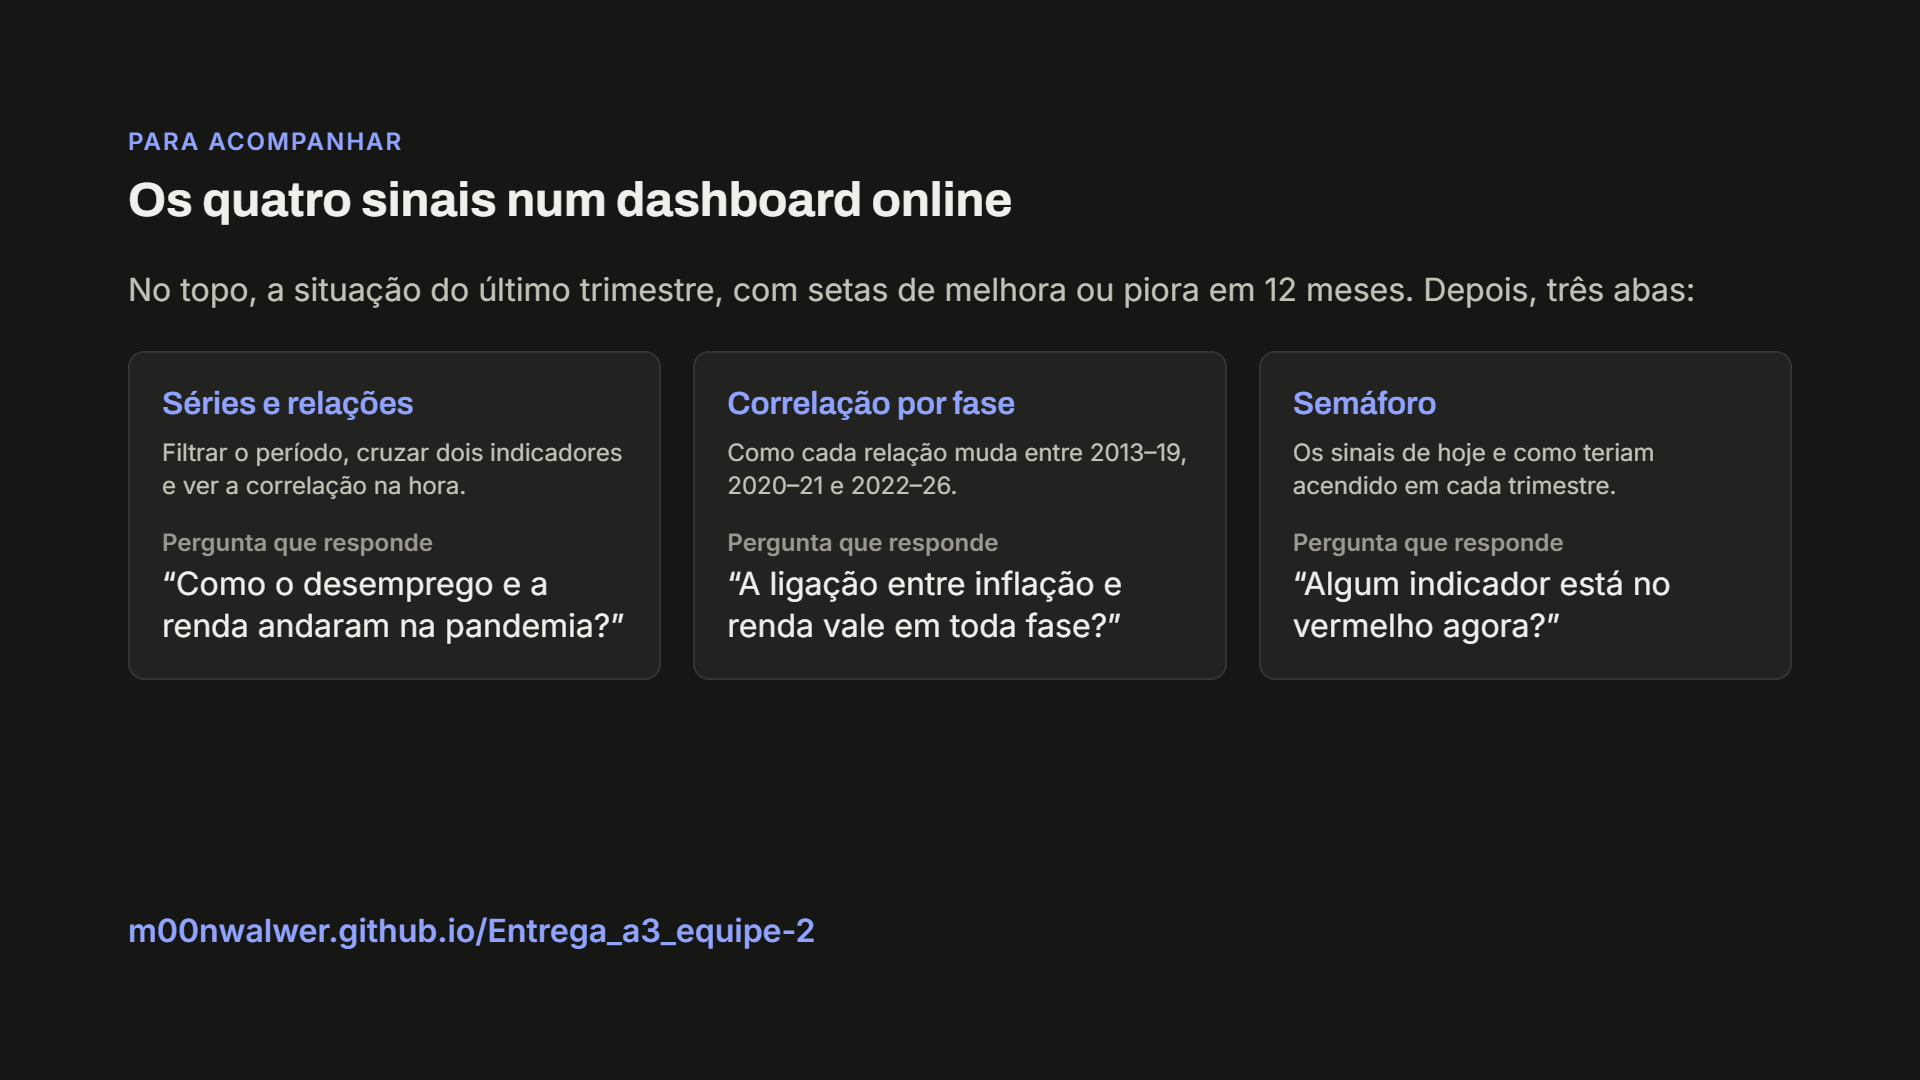 PARA ACOMPANHAR
Os quatro sinais num dashboard online
No topo, a situação do último trimestre, com setas de melhora ou piora em 12 meses. Depois, três abas:
Séries e relações
Filtrar o período, cruzar dois indicadores
e ver a correlação na hora.
Pergunta que responde
“Como o desemprego e a
renda andaram na pandemia?”
Correlação por fase
Como cada relação muda entre 2013–19,
2020–21 e 2022–26.
Pergunta que responde
“A ligação entre inflação e
renda vale em toda fase?”
Semáforo
Os sinais de hoje e como teriam
acendido em cada trimestre.
Pergunta que responde
“Algum indicador está no
vermelho agora?”
m00nwalwer.github.io/Entrega_a3_equipe-2